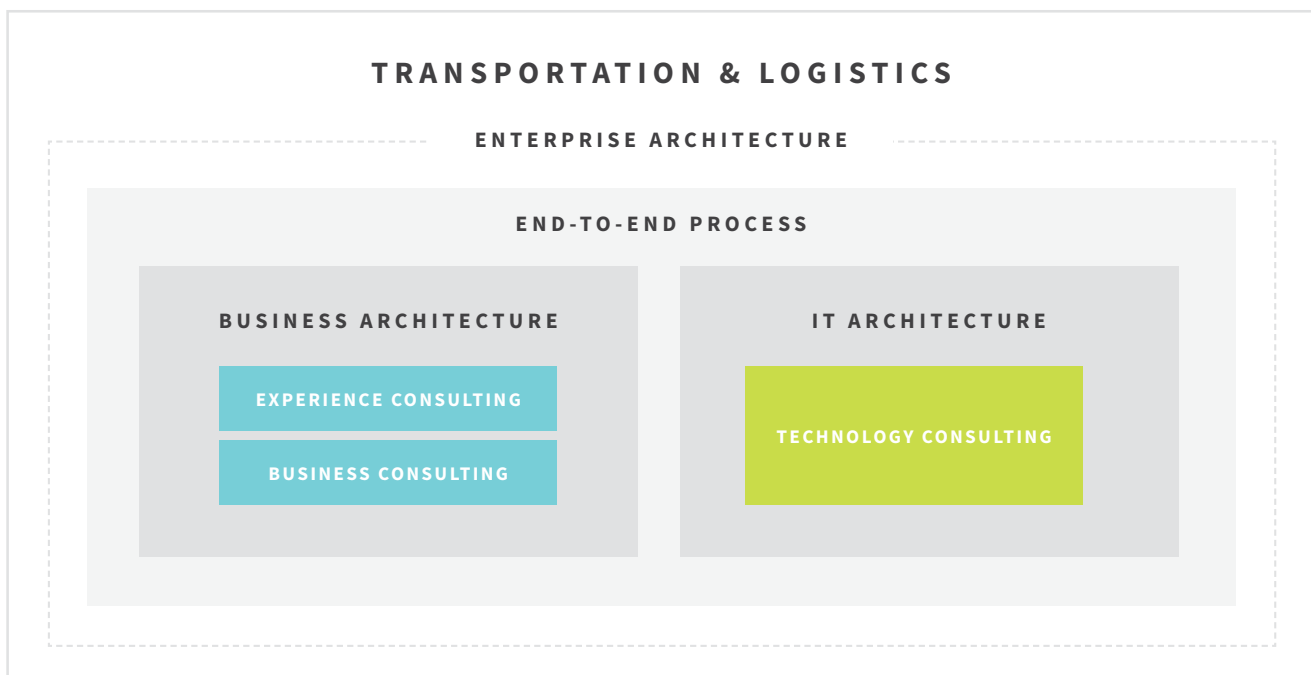 TRANSPORTATION & LOGISTICS
ENTERPRISE ARCHITECTURE
END-TO-END PROCESS
BUSINESS ARCHITECTURE
EXPERIENCE CONSULTING
BUSINESS CONSULTING
IT ARCHITECTURE
TECHNOLOGY CONSULTING